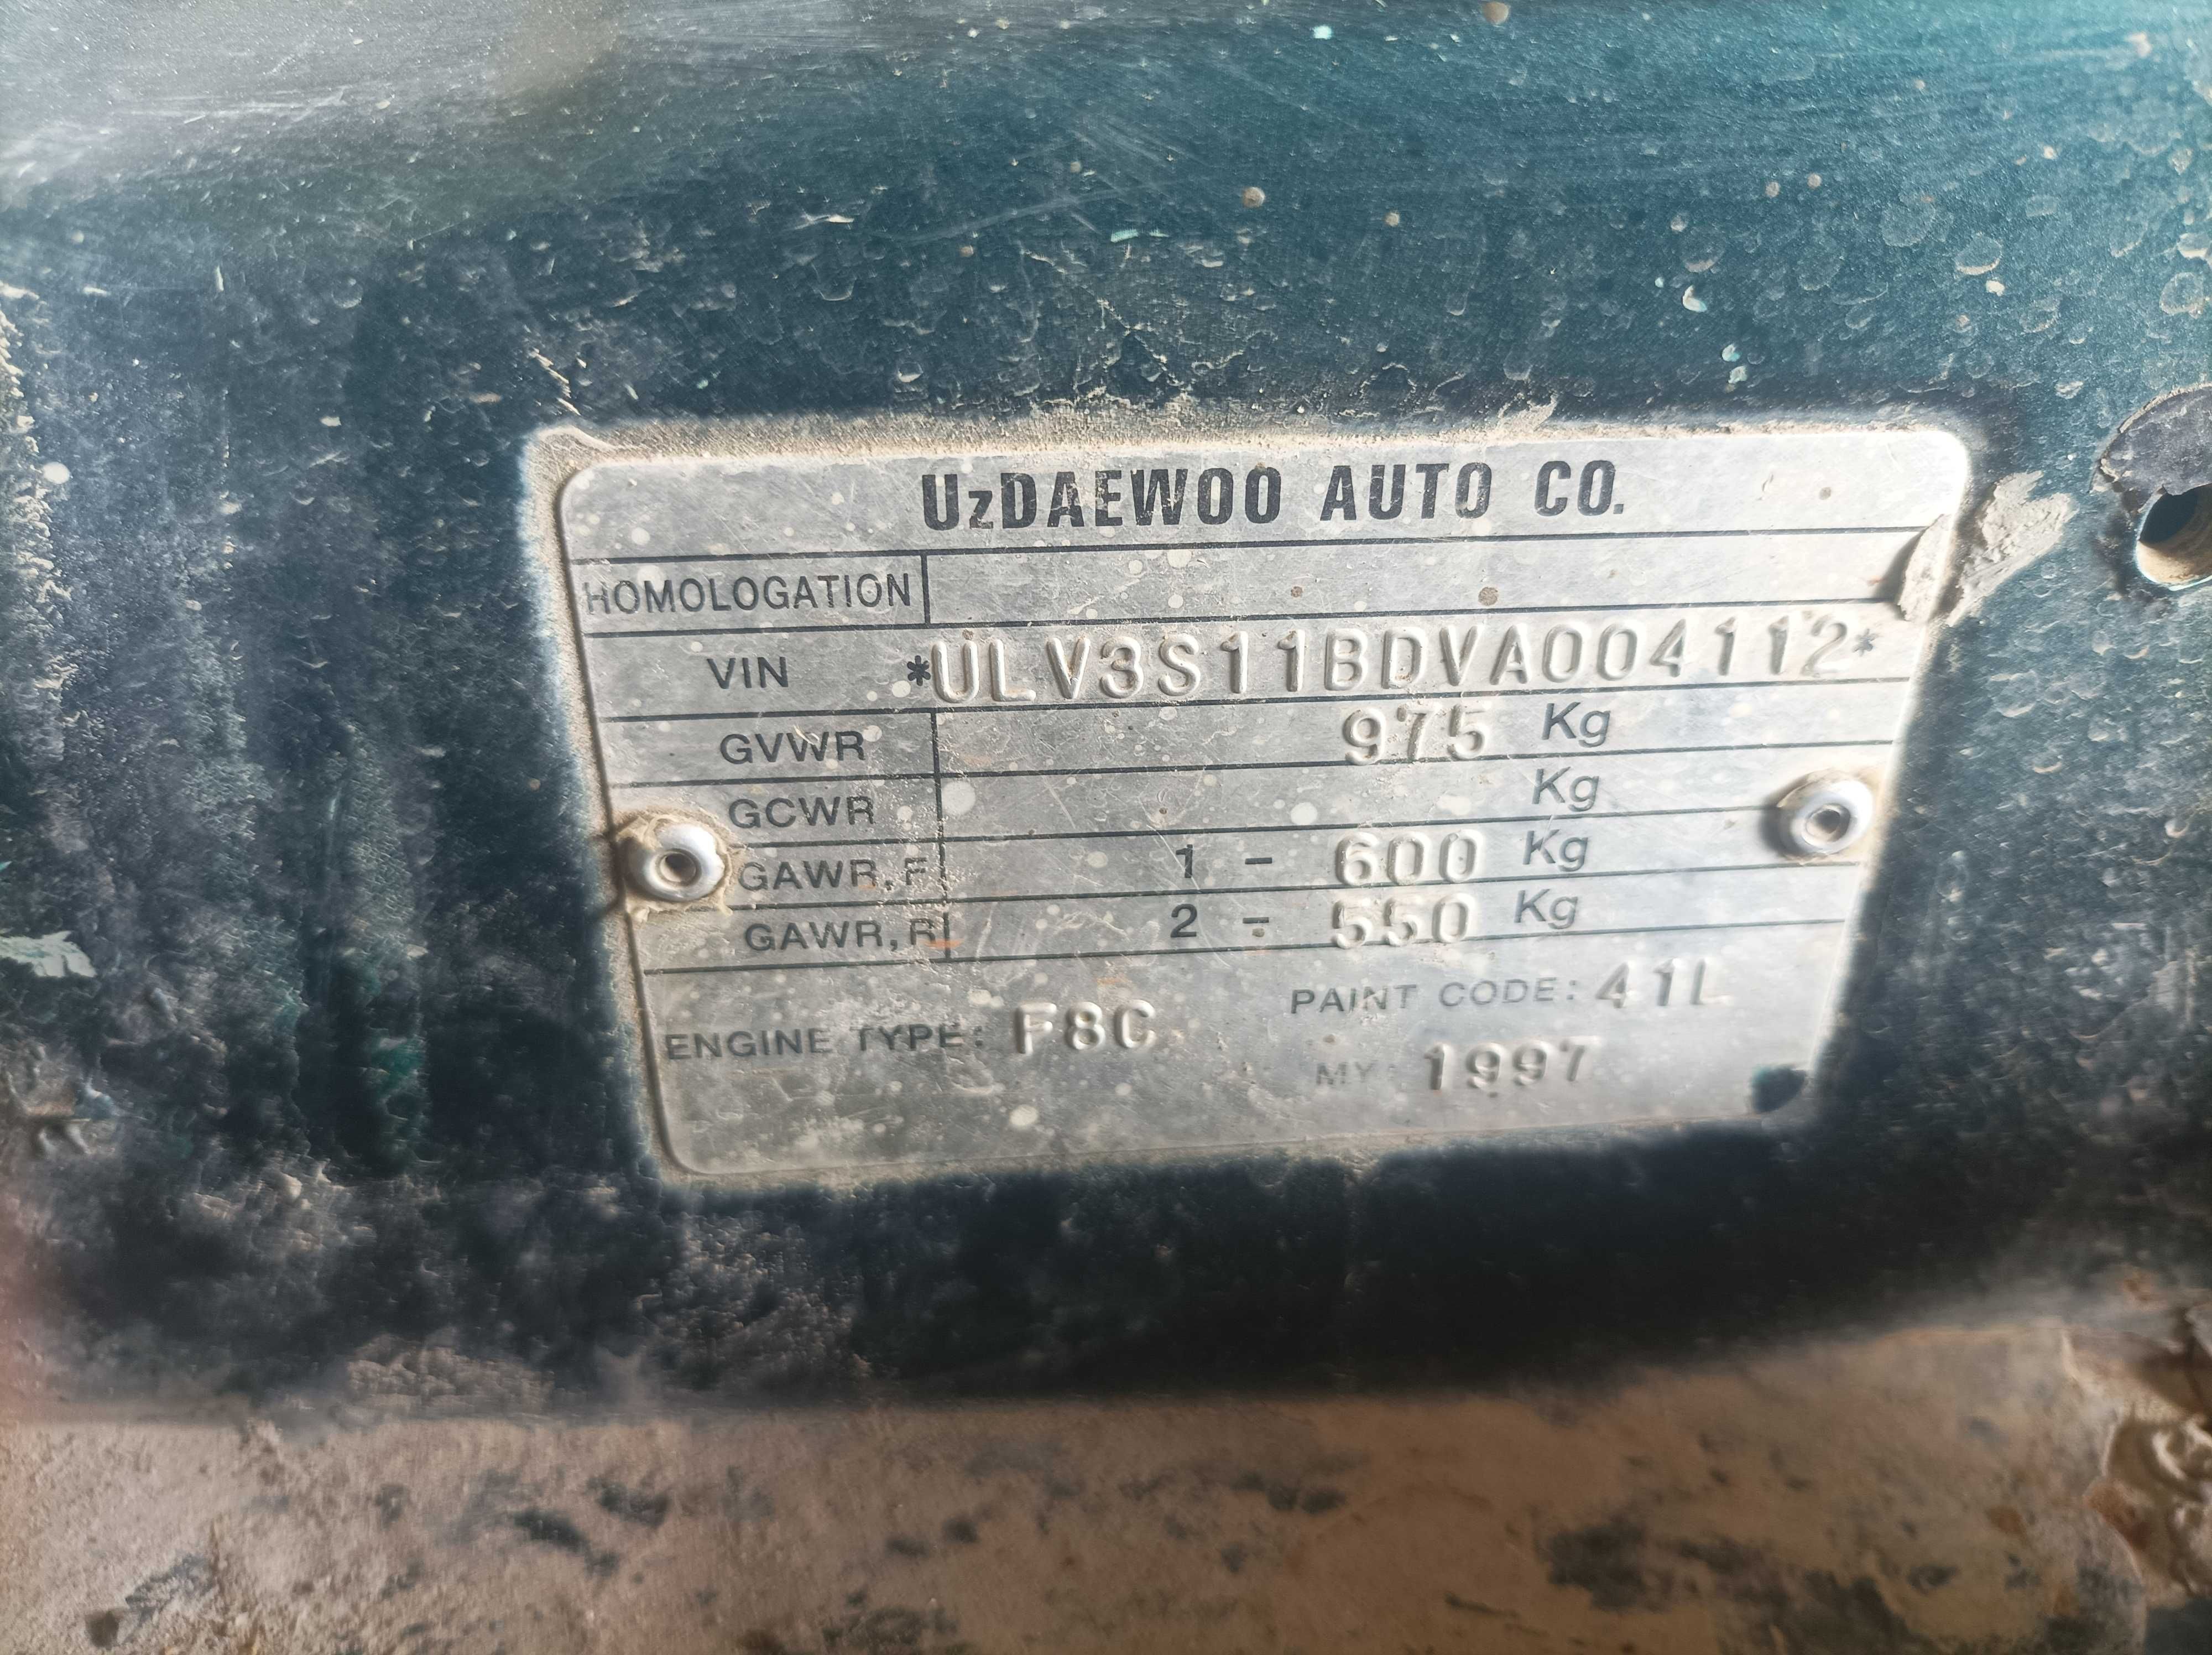 UzDAEWOO AUTO CO.
HOMOLOGATION
VIN *ULV3S11BDVA004112*
GVWR 975 Kg
GCWR Kg
GAWR,F 1 - 600 Kg
GAWR,R 2 - 550 Kg
ENGINE TYPE: F8C PAINT CODE: 41L
MY: 1997